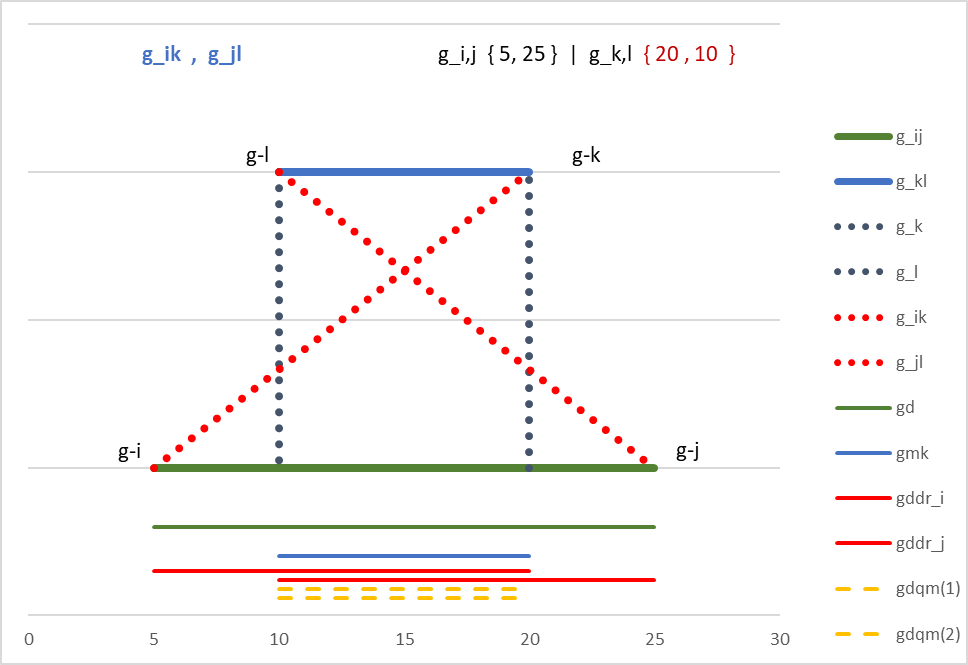 g_ik , g_jl
g_i,j { 5, 25 } | g_k,l { 20 , 10 }
g-l
g-k
g-i
g-j
g_ij
g_kl
g_k
g_l
g_ik
g_jl
gd
gmk
gddr_i
gddr_j
gdqm(1)
gdqm(2)
0 5 10 15 20 25 30